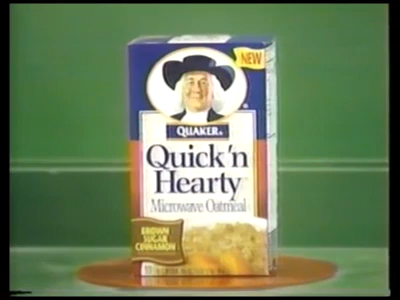 NEW
QUAKER®
Quick'n
Hearty
Microwave Oatmeal
BROWN
SUGAR
CINNAMON